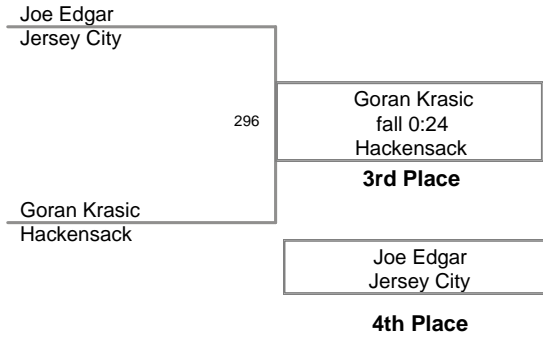 Joe Edgar
Jersey City
296
Goran Krasic
fall 0:24
Hackensack
3rd Place
Goran Krasic
Hackensack
Joe Edgar
Jersey City
4th Place